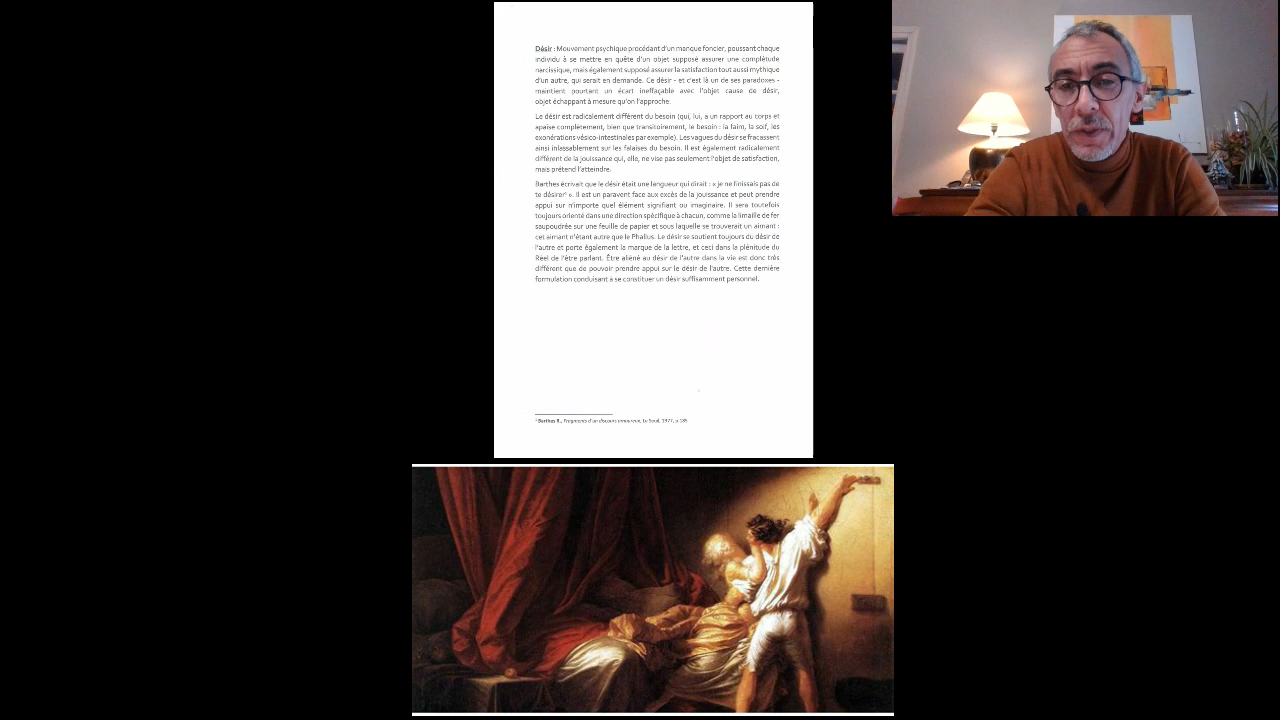 Désir : Mouvement psychique procédant d'un manque foncier, poussant chaque
individu à se mettre en quête d'un objet supposé assurer une complétude
narcissique, mais également supposé assurer la satisfaction tout aussi mythique
d'un autre, qui serait en demande. Ce désir - et c'est là un de ses paradoxes -
maintient pourtant un écart ineffaçable avec l'objet cause de désir,
objet échappant à mesure qu'on l'approche.
Le désir est radicalement différent du besoin (qui, lui, a un rapport au corps et
apaise complètement, bien que transitoirement, le besoin : la faim, la soif, les
exonérations vésico-intestinales par exemple). Les vagues du désir se fracassent
ainsi inlassablement sur les falaises du besoin. Il est également radicalement
différent de la jouissance qui, elle, ne vise pas seulement l'objet de satisfaction,
mais prétend l'atteindre.
Barthes écrivait que le désir était une langueur qui dirait : « je ne finissais pas de
te désirer¹ ». Il est un paravent face aux excès de la jouissance et peut prendre
appui sur n'importe quel élément signifiant ou imaginaire. Il sera toutefois
toujours orienté dans une direction spécifique à chacun, comme la limaille de fer
saupoudrée sur une feuille de papier et sous laquelle se trouverait un aimant :
cet aimant n'étant autre que le Phallus. Le désir se soutient toujours du désir de
l'autre et porte également la marque de la lettre, et ceci dans la plénitude du
Réel de l'être parlant. Être aliéné au désir de l'autre dans la vie est donc très
différent que de pouvoir prendre appui sur le désir de l'autre. Cette dernière
formulation conduisant à se constituer un désir suffisamment personnel.
¹ Barthes R., Fragments d'un discours amoureux, Le Seuil, 1977, p.185